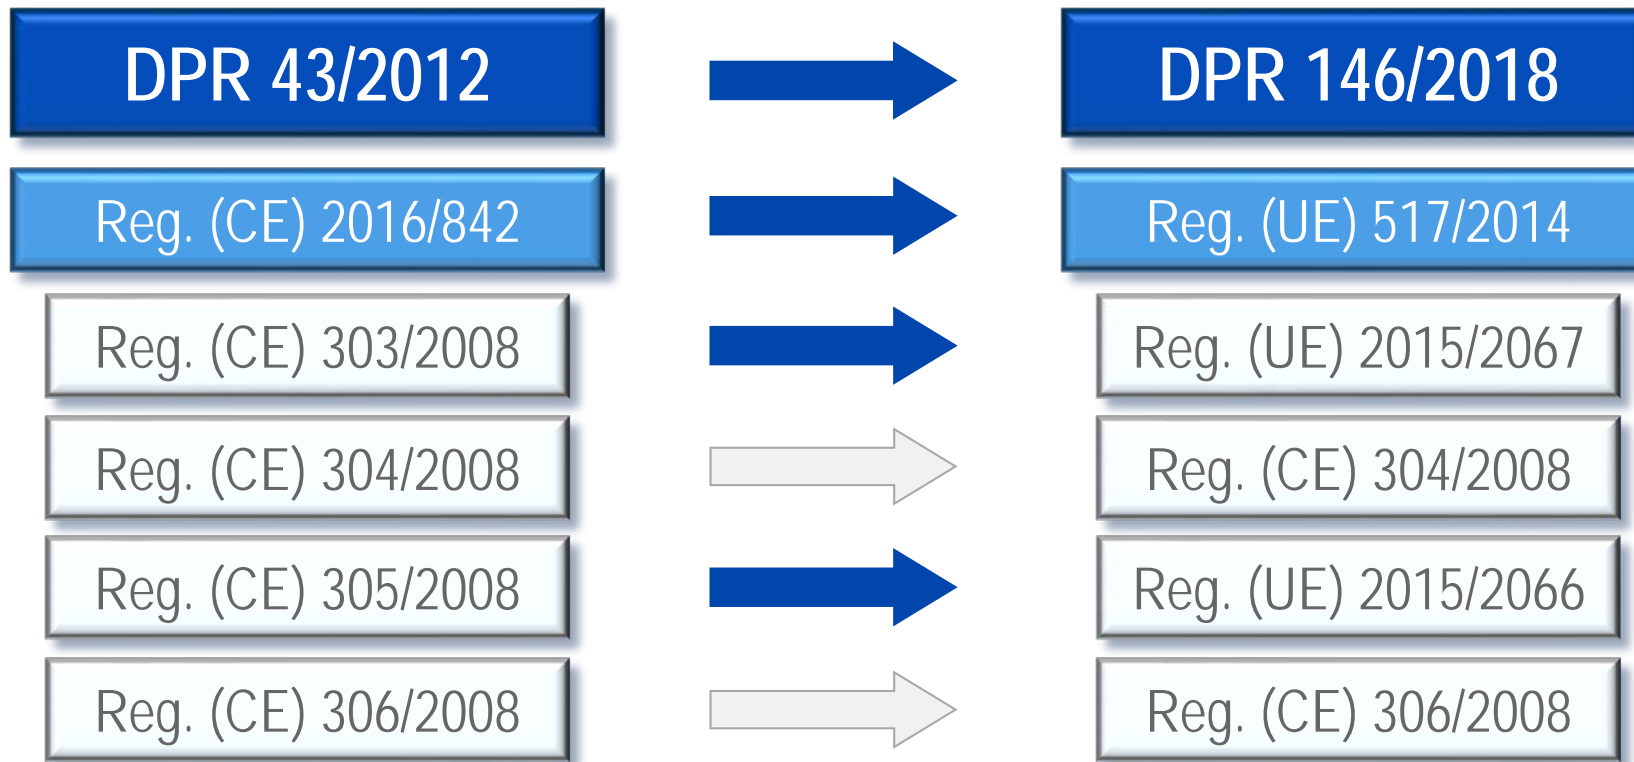 DPR 43/2012
DPR 146/2018
Reg. (CE) 2016/842
Reg. (UE) 517/2014
Reg. (CE) 303/2008
Reg. (UE) 2015/2067
Reg. (CE) 304/2008
Reg. (CE) 304/2008
Reg. (CE) 305/2008
Reg. (UE) 2015/2066
Reg. (CE) 306/2008
Reg. (CE) 306/2008